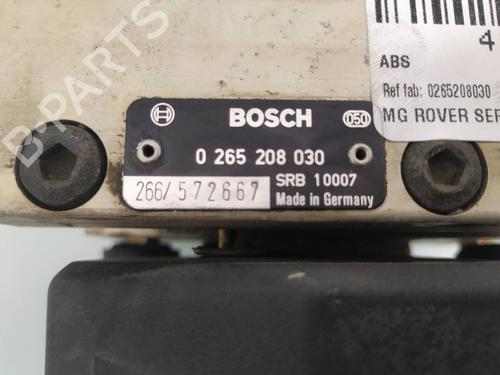 4
ABS
Ref fab: 0265208030
MG ROVER SER
B PARTS
BOSCH
050
0 265 208 030
266/572667
SRB 10007
Made in Germany